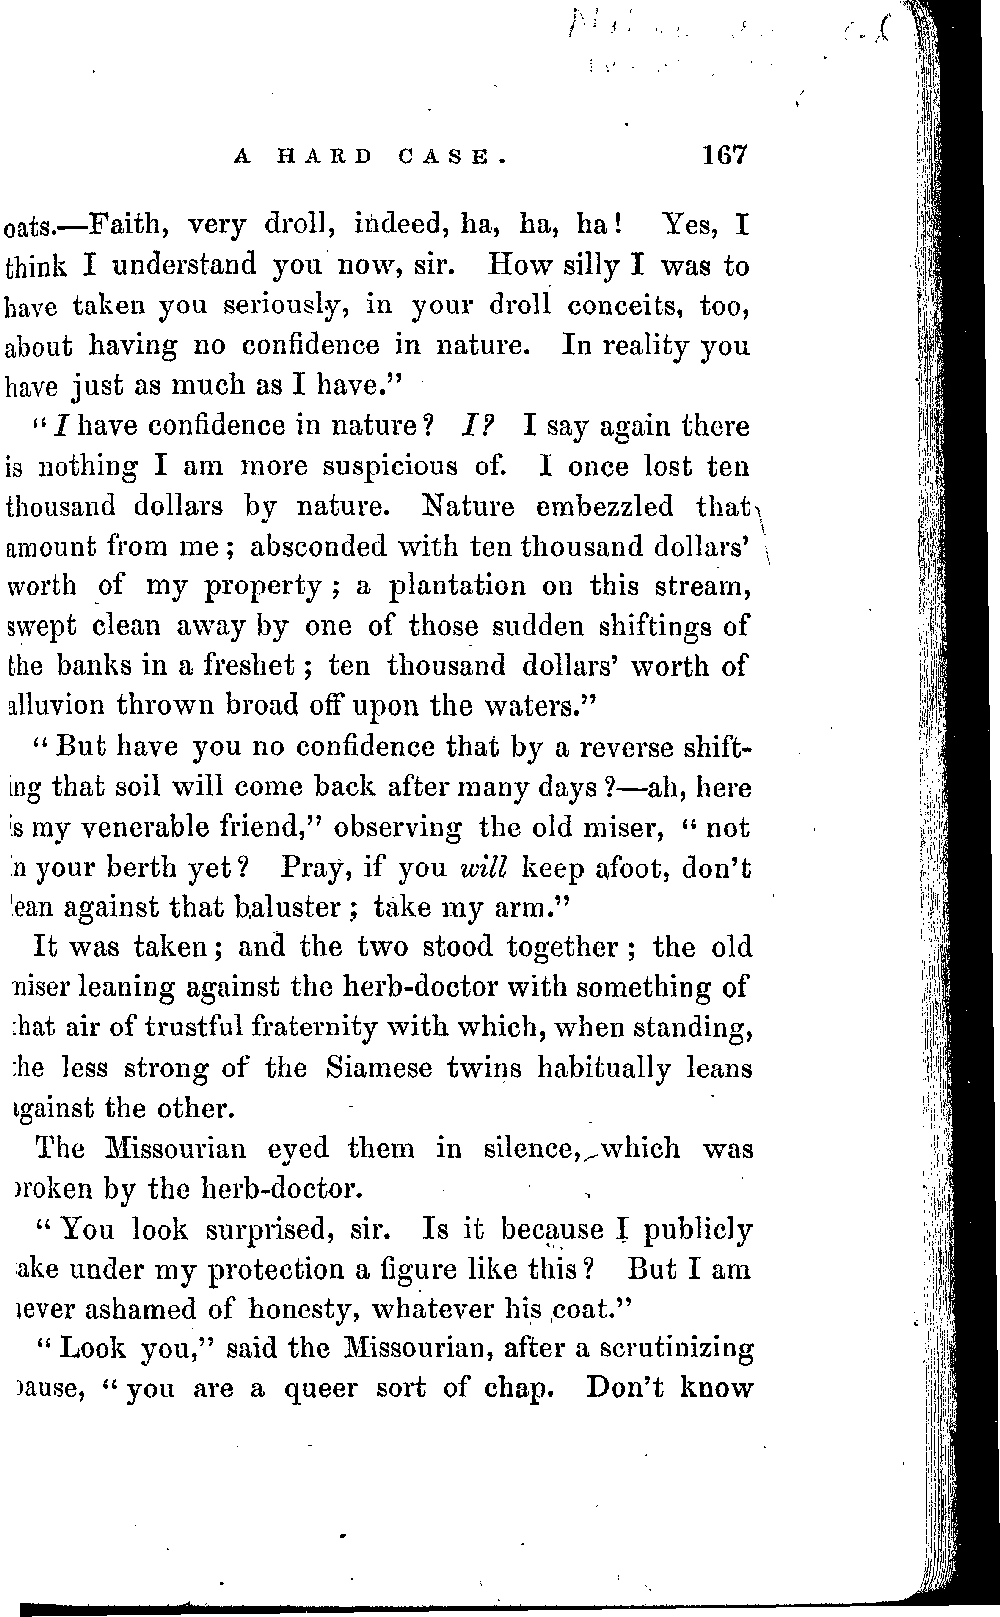 A HARD CASE. 167
oats.—Faith, very droll, indeed, ha, ha, ha! Yes, I
think I understand you now, sir. How silly I was to
have taken you seriously, in your droll conceits, too,
about having no confidence in nature. In reality you
have just as much as I have.”
“I have confidence in nature? I? I say again there
is nothing I am more suspicious of. I once lost ten
thousand dollars by nature. Nature embezzled that
amount from me; absconded with ten thousand dollars’
worth of my property; a plantation on this stream,
swept clean away by one of those sudden shiftings of
the banks in a freshet; ten thousand dollars’ worth of
alluvion thrown broad off upon the waters.”
“But have you no confidence that by a reverse shift-
ing that soil will come back after many days?—ah, here
is my venerable friend,” observing the old miser, “not
n your berth yet? Pray, if you will keep afoot, don’t
lean against that baluster; take my arm.”
It was taken; and the two stood together; the old
niser leaning against the herb-doctor with something of
hat air of trustful fraternity with which, when standing,
he less strong of the Siamese twins habitually leans
gainst the other.
The Missourian eyed them in silence, which was
roken by the herb-doctor.
“You look surprised, sir. Is it because I publicly
ake under my protection a figure like this? But I am
ever ashamed of honesty, whatever his coat.”
“Look you,” said the Missourian, after a scrutinizing
ause, “you are a queer sort of chap. Don’t know